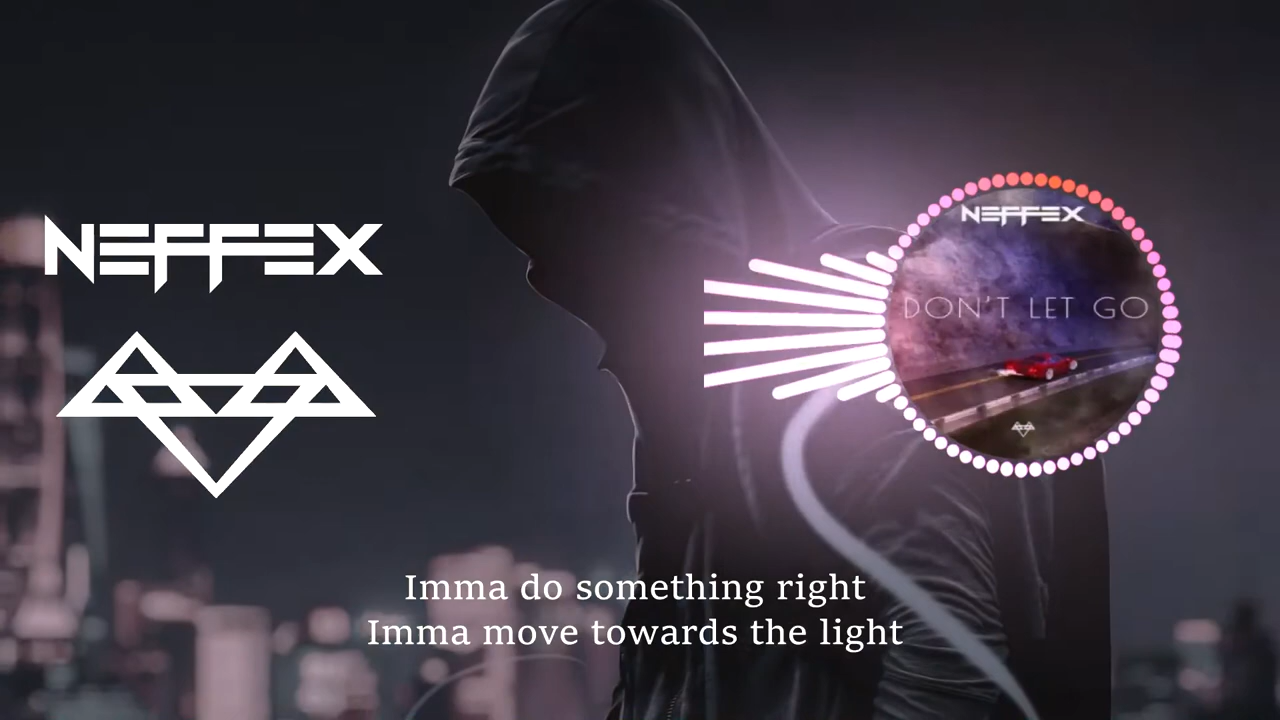 NEFFEX
NEFFEX
DON'T LET GO
Imma do something right
Imma move towards the light